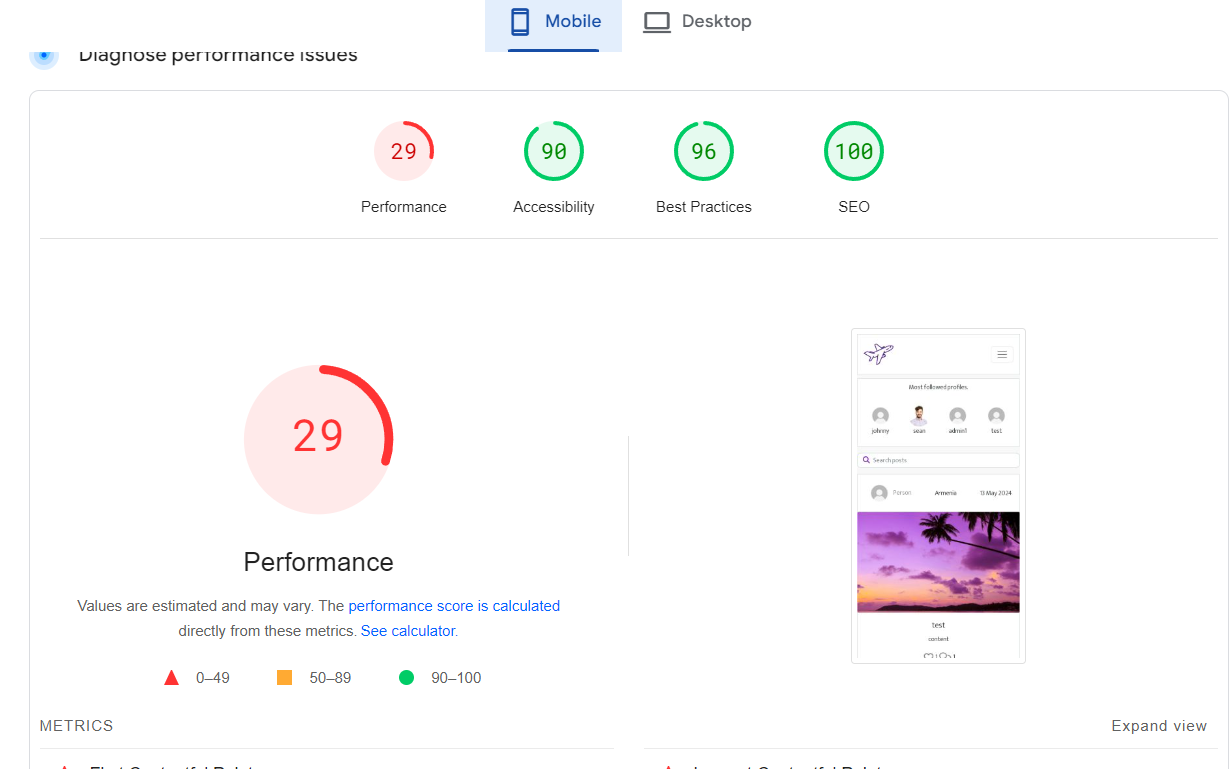 Mobile
Desktop
Diagnose performance issues
29
90
96
100
Performance
Accessibility
Best Practices
SEO
29
Performance
Values are estimated and may vary. The performance score is calculated
directly from these metrics. See calculator.
0–49
50–89
90–100
Most followed profiles.
johnny
sean
admin1
test
Search posts
Person
Armenia
13 May 2024
test
content
METRICS
Expand view